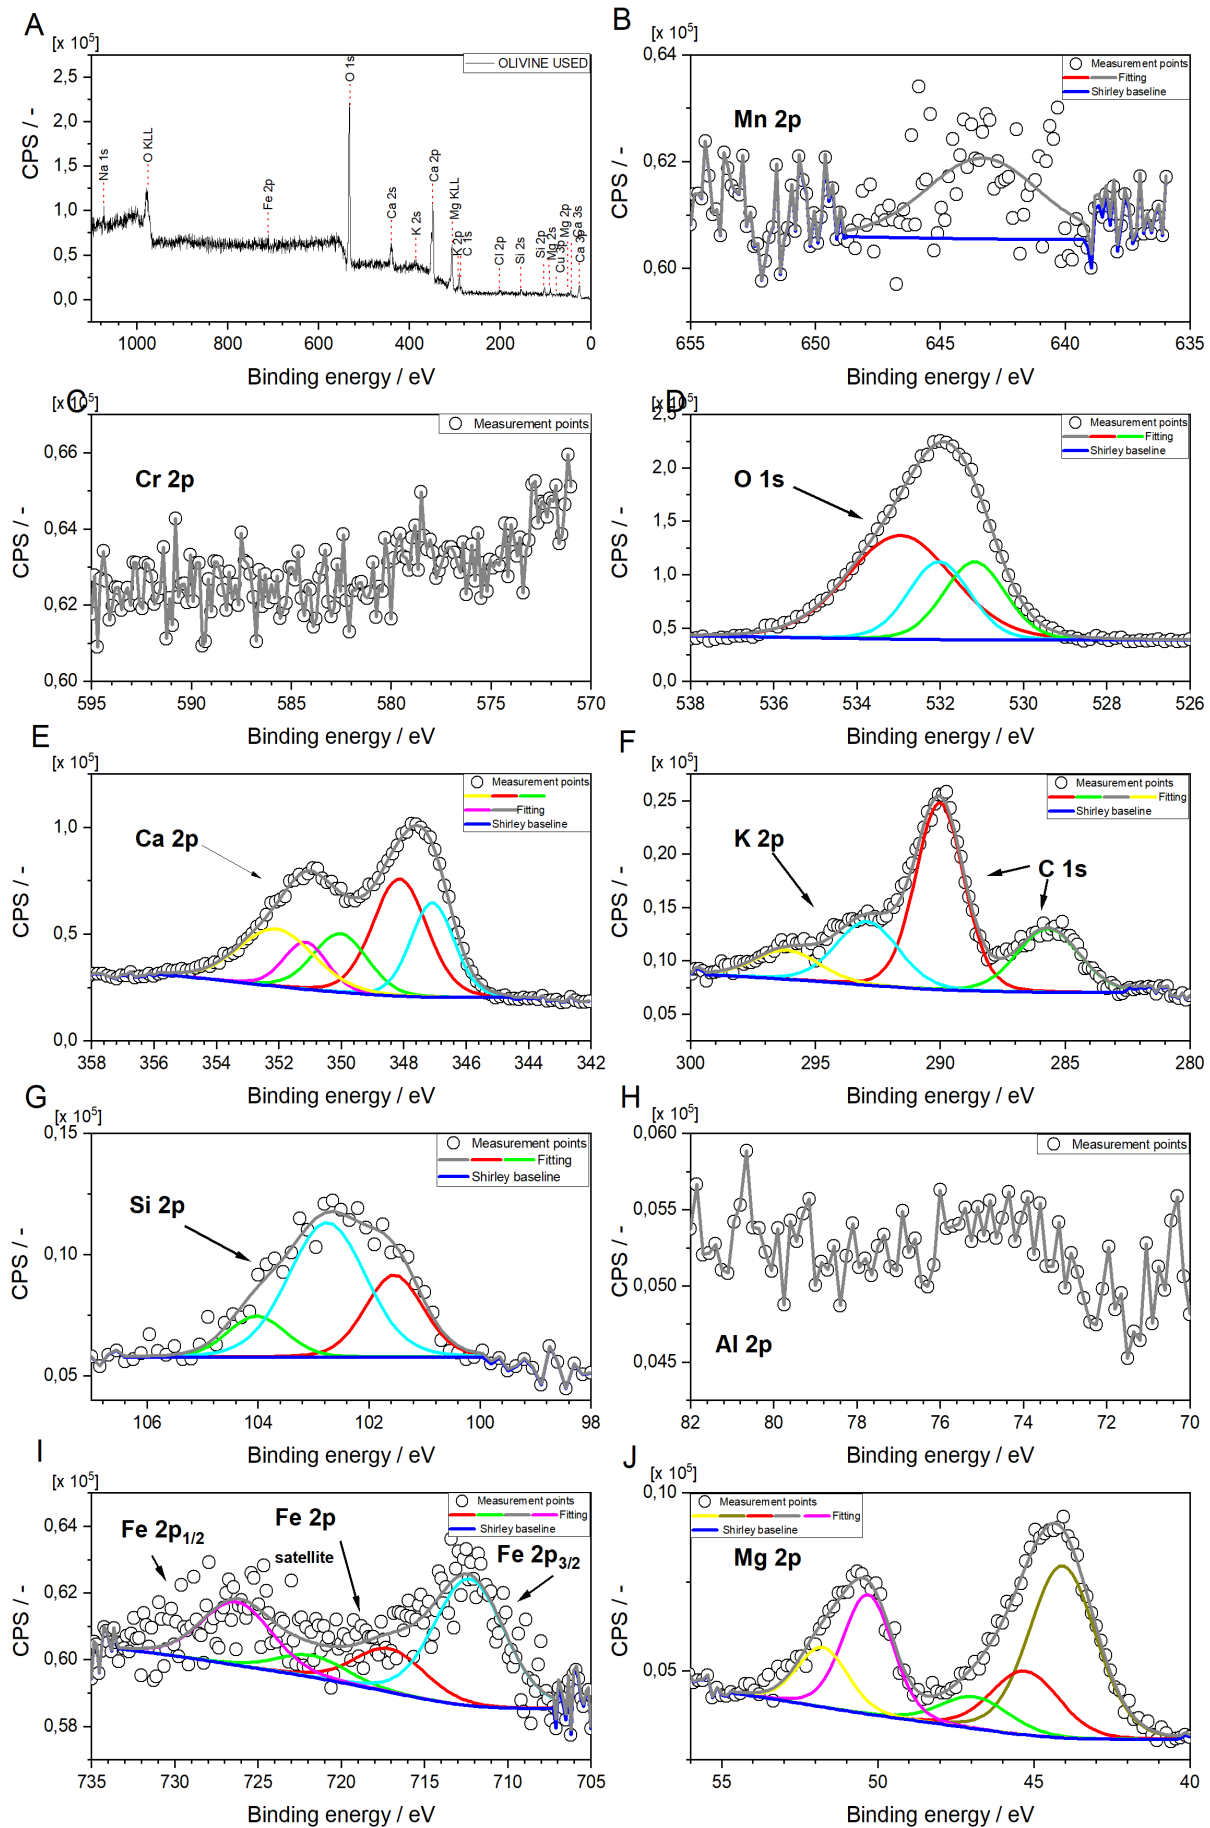 A
[x 10⁵]
OLIVINE USED
2,5
2,0
1,5
1,0
0,5
0,0
CPS / -
Na 1s
O KLL
Fe 2p
O 1s
Ca 2s
K 2s
Ca 2p
Mg KLL
K 2p
C 1s
Cl 2p
Si 2s
Si 2p
Mg 2s
Cu 3p
Mg 2p
Ca 3s
Ca 3p
1000 800 600 400 200 0
Binding energy / eV
B
[x 10⁵]
Measurement points
Fitting
Shirley baseline
Mn 2p
0,64
0,62
0,60
CPS / -
655 650 645 640 635
Binding energy / eV
C
[x 10⁵]
Measurement points
Cr 2p
0,66
0,64
0,62
0,60
CPS / -
595 590 585 580 575 570
Binding energy / eV
D
[x 10⁵]
Measurement points
Fitting
Shirley baseline
O 1s
2,5
2,0
1,5
1,0
0,5
0,0
CPS / -
538 536 534 532 530 528 526
Binding energy / eV
E
[x 10⁵]
Measurement points
Fitting
Shirley baseline
Ca 2p
1,0
0,5
0,0
CPS / -
358 356 354 352 350 348 346 344 342
Binding energy / eV
F
[x 10⁵]
Measurement points
Fitting
Shirley baseline
K 2p
C 1s
0,25
0,20
0,15
0,10
0,05
CPS / -
300 295 290 285 280
Binding energy / eV
G
[x 10⁵]
Measurement points
Fitting
Shirley baseline
Si 2p
0,15
0,10
0,05
CPS / -
106 104 102 100 98
Binding energy / eV
H
[x 10⁵]
Measurement points
Al 2p
0,060
0,055
0,050
0,045
CPS / -
82 80 78 76 74 72 70
Binding energy / eV
I
[x 10⁵]
Measurement points
Fitting
Shirley baseline
Fe 2p1/2
Fe 2p
satellite
Fe 2p3/2
0,64
0,62
0,60
0,58
CPS / -
735 730 725 720 715 710 705
Binding energy / eV
J
[x 10⁵]
Measurement points
Fitting
Shirley baseline
Mg 2p
0,10
0,05
CPS / -
55 50 45 40
Binding energy / eV